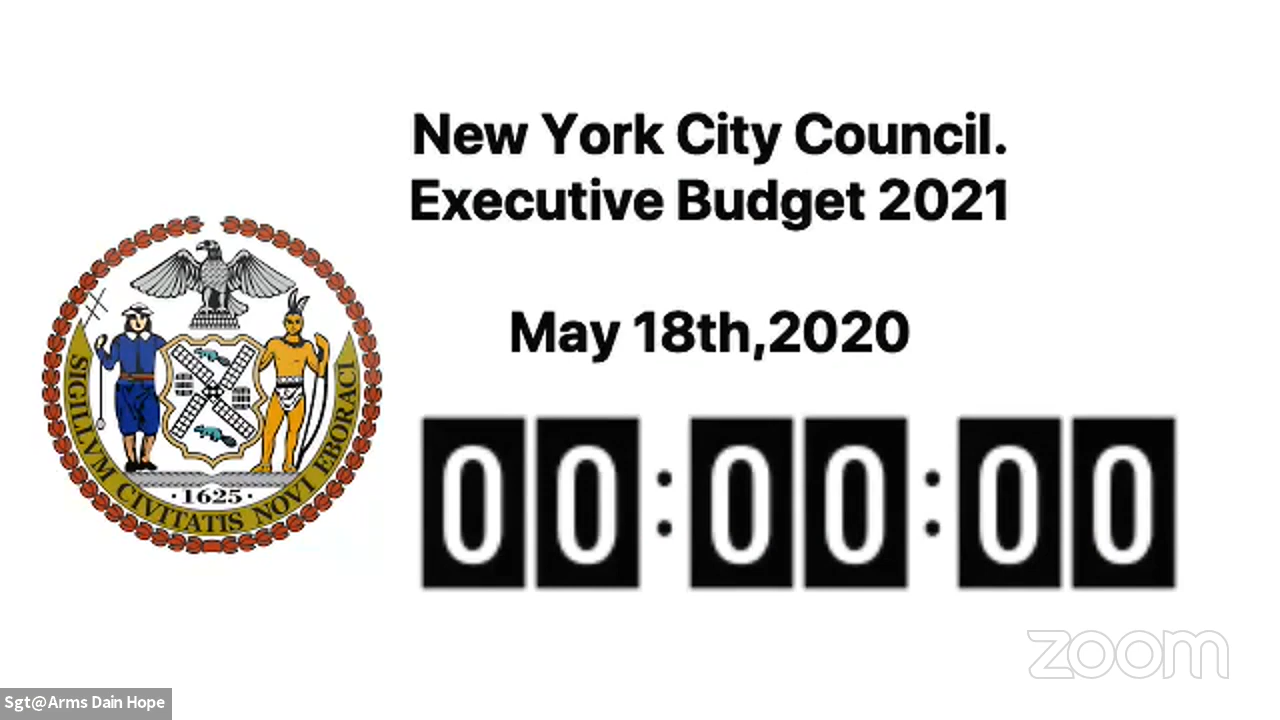 New York City Council.
Executive Budget 2021
May 18th,2020
SIGILLVM CIVITATIS NOVI EBORACI
·1625·
00:00:00
zoom
Sgt@Arms Dain Hope